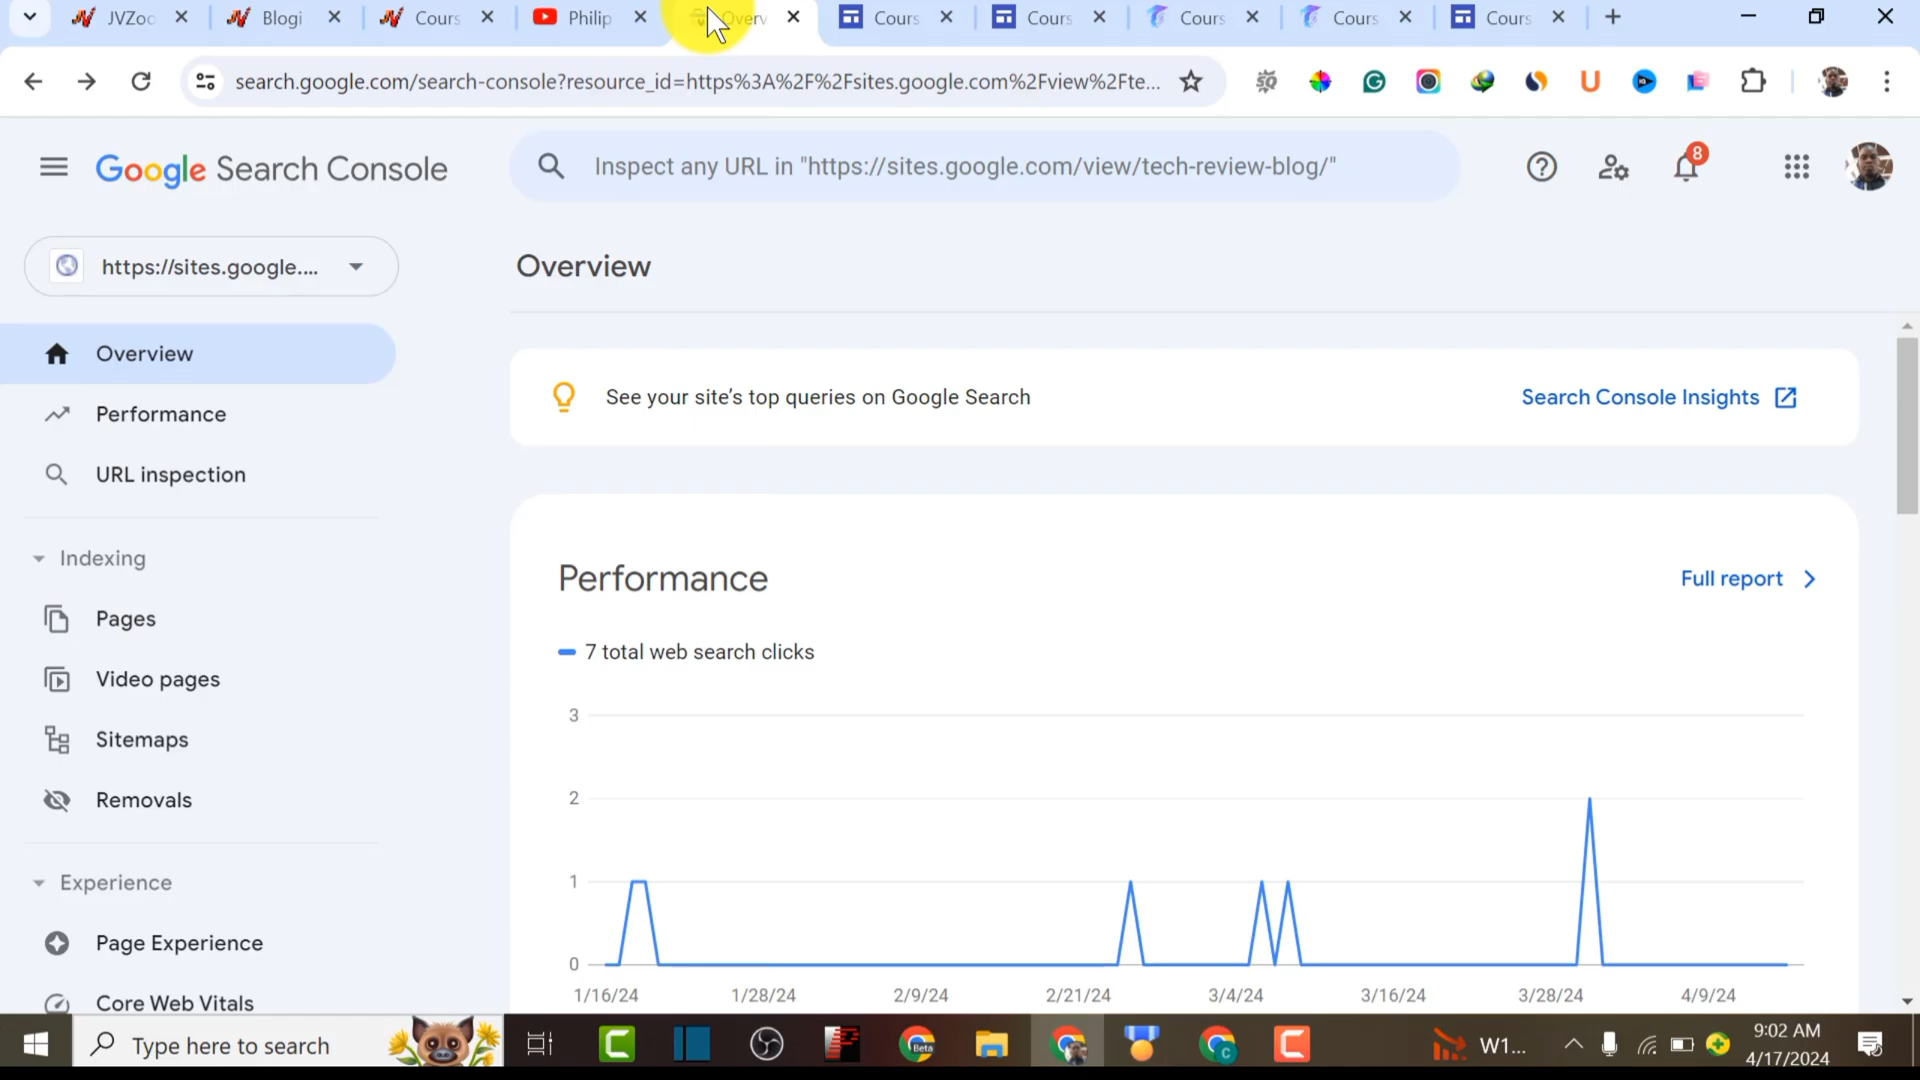 JVZoo
Blogi
Cours
Philip
Overv
Cours
Cours
Cours
Cours
Cours
search.google.com/search-console?resource_id=https%3A%2F%2Fsites.google.com%2Fview%2Fte...
Google Search Console
Inspect any URL in "https://sites.google.com/view/tech-review-blog/"
8
https://sites.google....
Overview
Overview
See your site's top queries on Google Search
Search Console Insights
Performance
URL inspection
Indexing
Pages
Video pages
Sitemaps
Removals
Experience
Page Experience
Core Web Vitals
Performance
Full report
7 total web search clicks
3
2
1
0
1/16/24 1/28/24 2/9/24 2/21/24 3/4/24 3/16/24 3/28/24 4/9/24
Type here to search
Beta
W1...
9:02 AM
4/17/2024